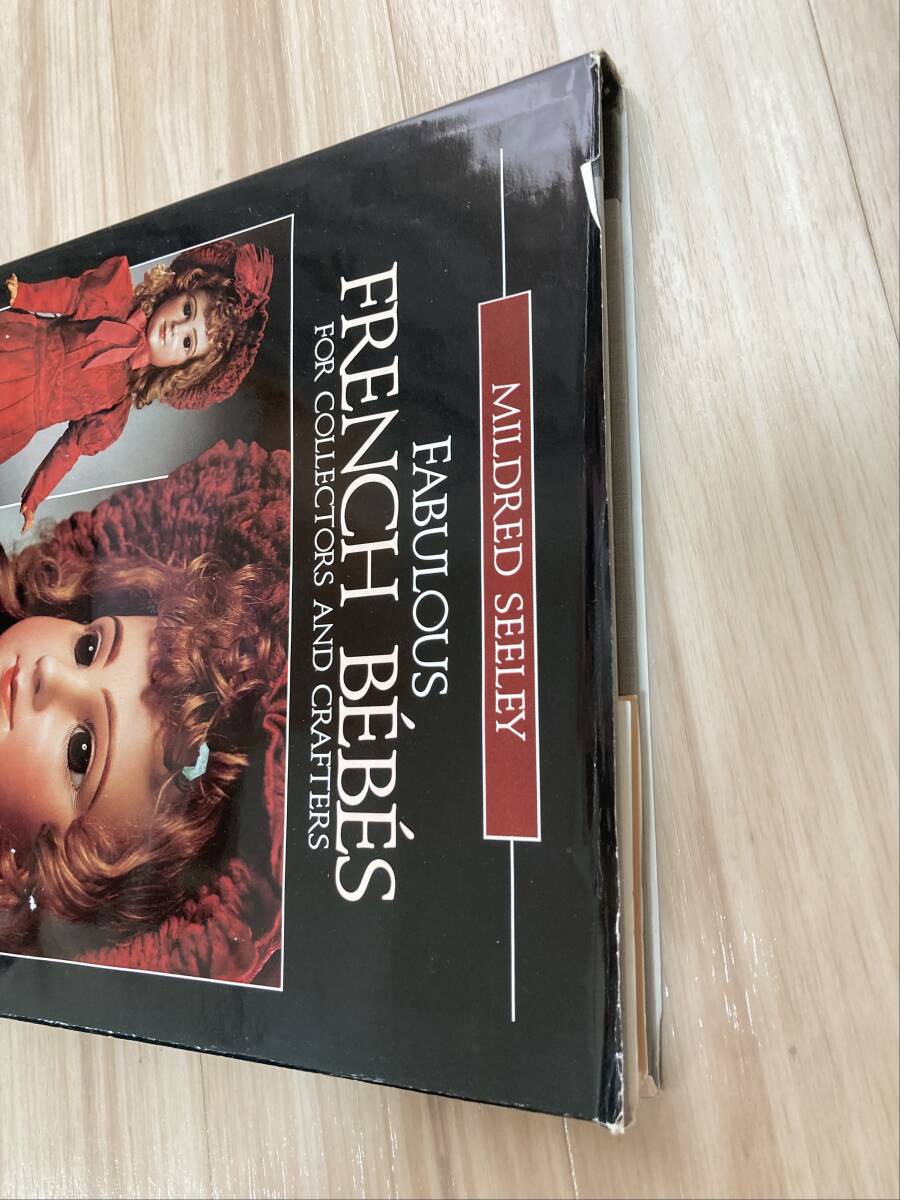 MILDRED SEELEY
FABULOUS
FRENCH BÉBÉS
FOR COLLECTORS AND CRAFTERS